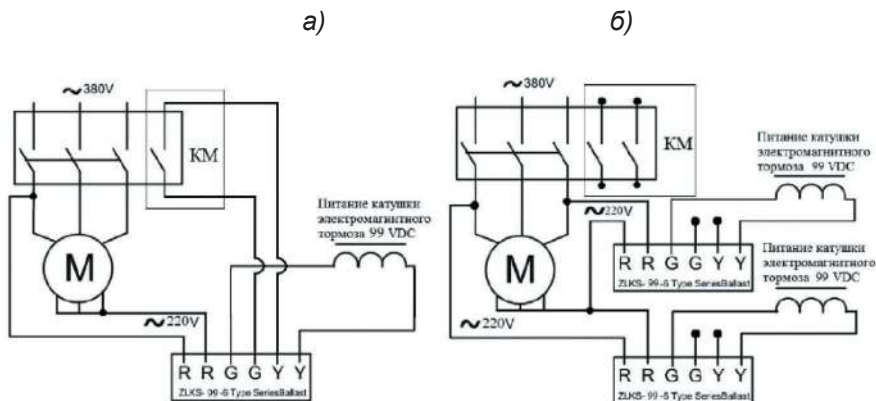 а)
б)
~380V
КМ
Питание катушки
электромагнитного
тормоза 99 VDC
М
~220V
R R G G Y Y
ZLKS- 99 -6 Type SeriesBallast
~380V
КМ
Питание катушки
электромагнитного
тормоза 99 VDC
~220V
R R G G Y Y
ZLKS- 99-6 Type SeriesBallast
М
Питание катушки
электромагнитного
тормоза 99 VDC
~220V
R R G G Y Y
ZLKS- 99 -6 Type SeriesBallast